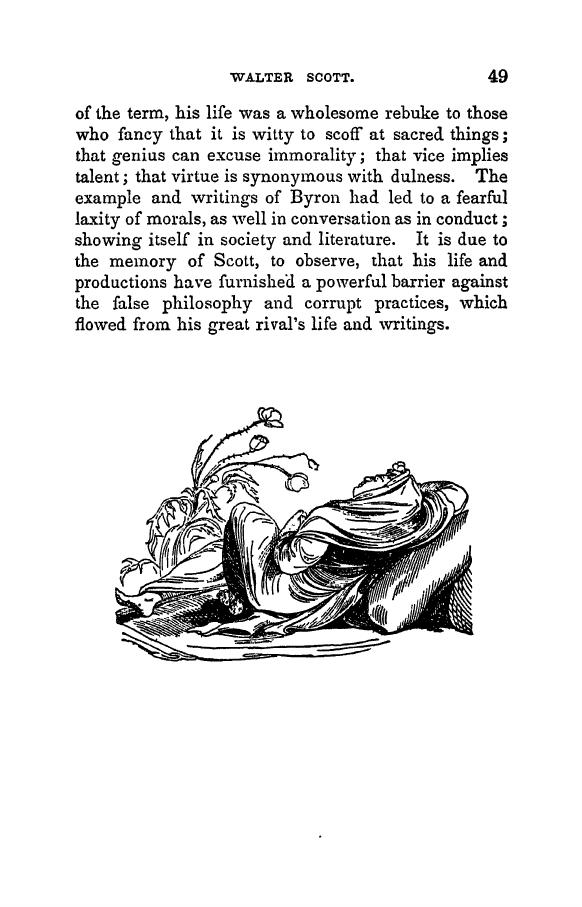 WALTER SCOTT. 49
of the term, his life was a wholesome rebuke to those
who fancy that it is witty to scoff at sacred things;
that genius can excuse immorality; that vice implies
talent; that virtue is synonymous with dulness. The
example and writings of Byron had led to a fearful
laxity of morals, as well in conversation as in conduct;
showing itself in society and literature. It is due to
the memory of Scott, to observe, that his life and
productions have furnished a powerful barrier against
the false philosophy and corrupt practices, which
flowed from his great rival's life and writings.